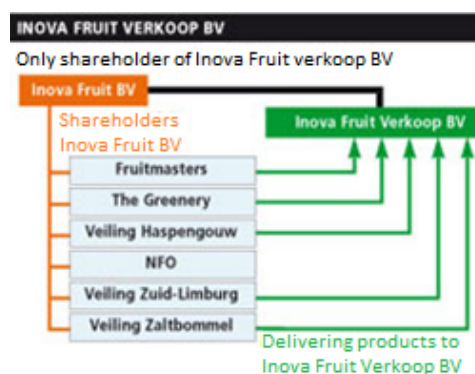 INOVA FRUIT VERKOOP BV
Only shareholder of Inova Fruit verkoop BV
Inova Fruit BV
Inova Fruit Verkoop BV
Shareholders
Inova Fruit BV
Fruitmasters
The Greenery
Veiling Haspengouw
NFO
Veiling Zuid-Limburg
Veiling Zaltbommel
Delivering products to
Inova Fruit Verkoop BV